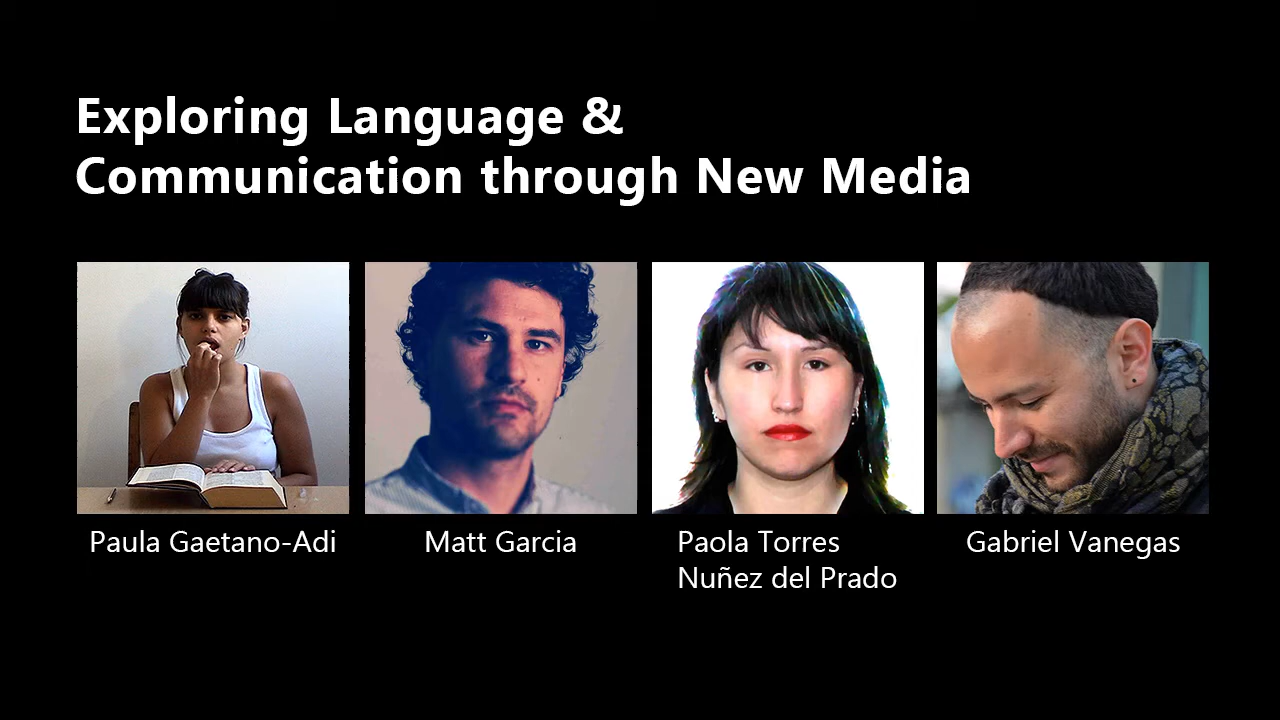 Exploring Language &
Communication through New Media
Paula Gaetano-Adi
Matt Garcia
Paola Torres
Nuñez del Prado
Gabriel Vanegas